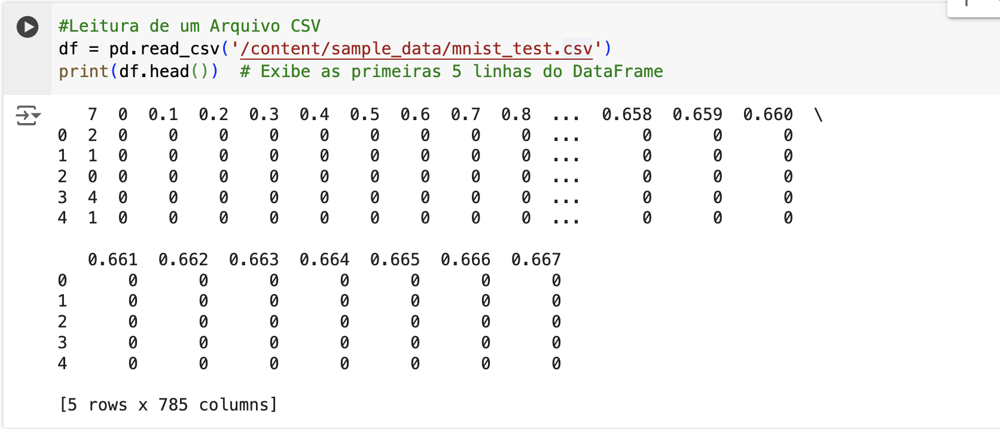 #Leitura de um Arquivo CSV
df = pd.read_csv('/content/sample_data/mnist_test.csv')
print(df.head())  # Exibe as primeiras 5 linhas do DataFrame
   7  0  0.1  0.2  0.3  0.4  0.5  0.6  0.7  0.8  ...  0.658  0.659  0.660  \
0  2  0    0    0    0    0    0    0    0    0  ...      0      0      0
1  1  0    0    0    0    0    0    0    0    0  ...      0      0      0
2  0  0    0    0    0    0    0    0    0    0  ...      0      0      0
3  4  0    0    0    0    0    0    0    0    0  ...      0      0      0
4  1  0    0    0    0    0    0    0    0    0  ...      0      0      0
   0.661  0.662  0.663  0.664  0.665  0.666  0.667
0      0      0      0      0      0      0      0
1      0      0      0      0      0      0      0
2      0      0      0      0      0      0      0
3      0      0      0      0      0      0      0
4      0      0      0      0      0      0      0
[5 rows x 785 columns]